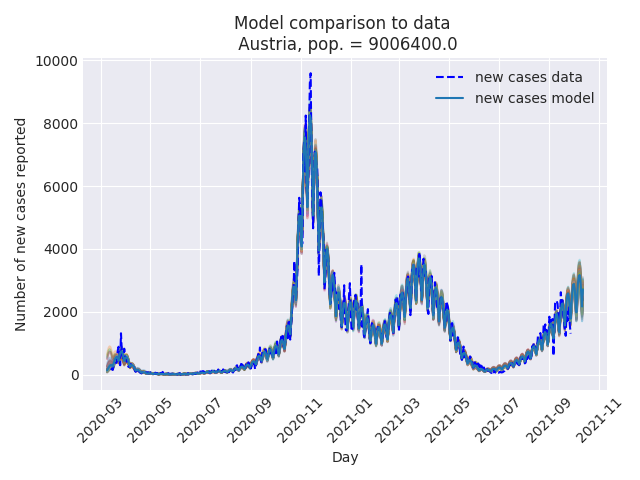 Model comparison to data
Austria, pop. = 9006400.0
new cases data
new cases model
Number of new cases reported
10000
8000
6000
4000
2000
0
2020-03
2020-05
2020-07
2020-09
2020-11
2021-01
2021-03
2021-05
2021-07
2021-09
2021-11
Day